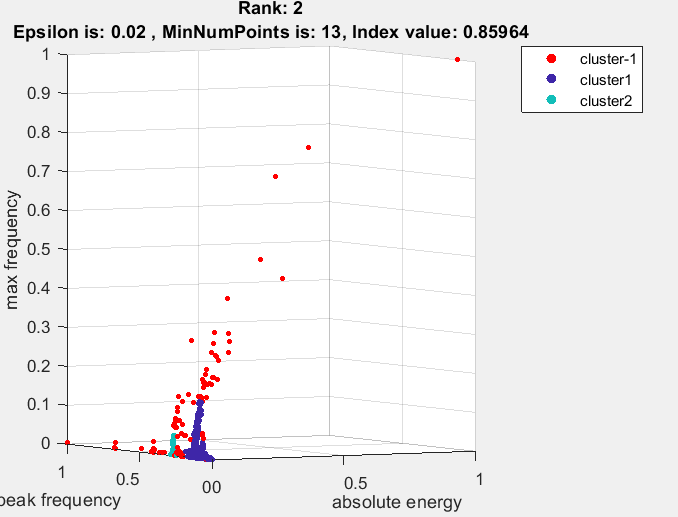 Rank: 2
Epsilon is: 0.02 , MinNumPoints is: 13, Index value: 0.85964
cluster-1
cluster1
cluster2
1
0.9
0.8
0.7
0.6
0.5
0.4
0.3
0.2
0.1
0
max frequency
1
0.5
00
0.5
1
peak frequency
absolute energy